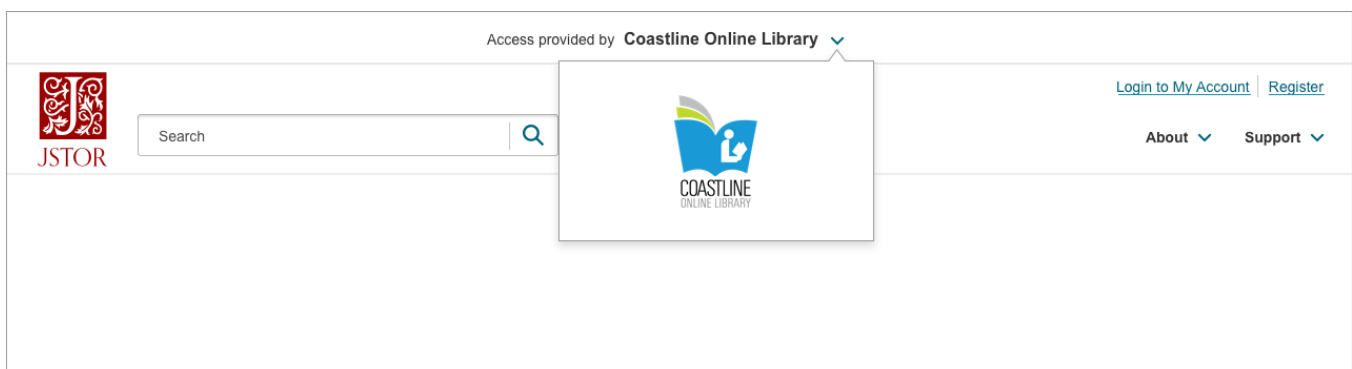 Access provided by Coastline Online Library
Login to My Account Register
JSTOR
Search
About Support
COASTLINE
ONLINE LIBRARY